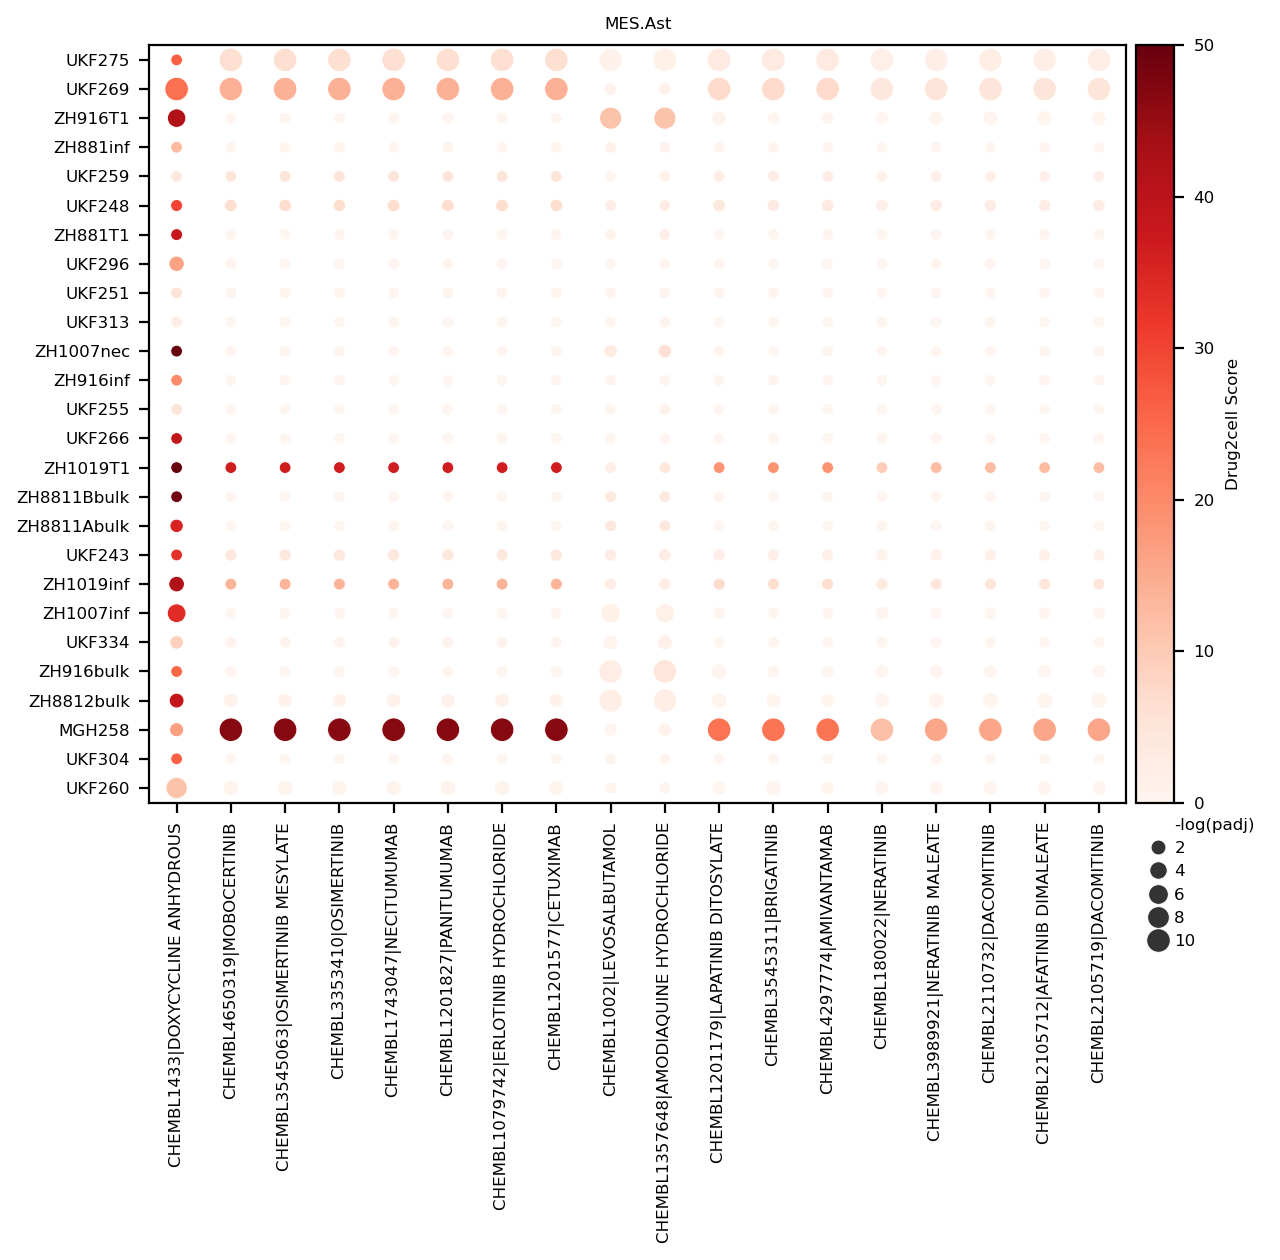 MES.Ast
UKF275
UKF269
ZH916T1
ZH881inf
UKF259
UKF248
ZH881T1
UKF296
UKF251
UKF313
ZH1007nec
ZH916inf
UKF255
UKF266
ZH1019T1
ZH8811Bbulk
ZH8811Abulk
UKF243
ZH1019inf
ZH1007inf
UKF334
ZH916bulk
ZH8812bulk
MGH258
UKF304
UKF260
CHEMBL1433|DOXYCYCLINE ANHYDROUS
CHEMBL4650319|MOBOCERTINIB
CHEMBL3545063|OSIMERTINIB MESYLATE
CHEMBL3353410|OSIMERTINIB
CHEMBL1743047|NECITUMUMAB
CHEMBL1201827|PANITUMUMAB
CHEMBL1079742|ERLOTINIB HYDROCHLORIDE
CHEMBL1201577|CETUXIMAB
CHEMBL1002|LEVOSALBUTAMOL
CHEMBL1357648|AMODIAQUINE HYDROCHLORIDE
CHEMBL1201179|LAPATINIB DITOSYLATE
CHEMBL3545311|BRIGATINIB
CHEMBL4297774|AMIVANTAMAB
CHEMBL180022|NERATINIB
CHEMBL3989921|NERATINIB MALEATE
CHEMBL2110732|DACOMITINIB
CHEMBL2105712|AFATINIB DIMALEATE
CHEMBL2105719|DACOMITINIB
50
40
30
20
10
0
Drug2cell Score
-log(padj)
2
4
6
8
10